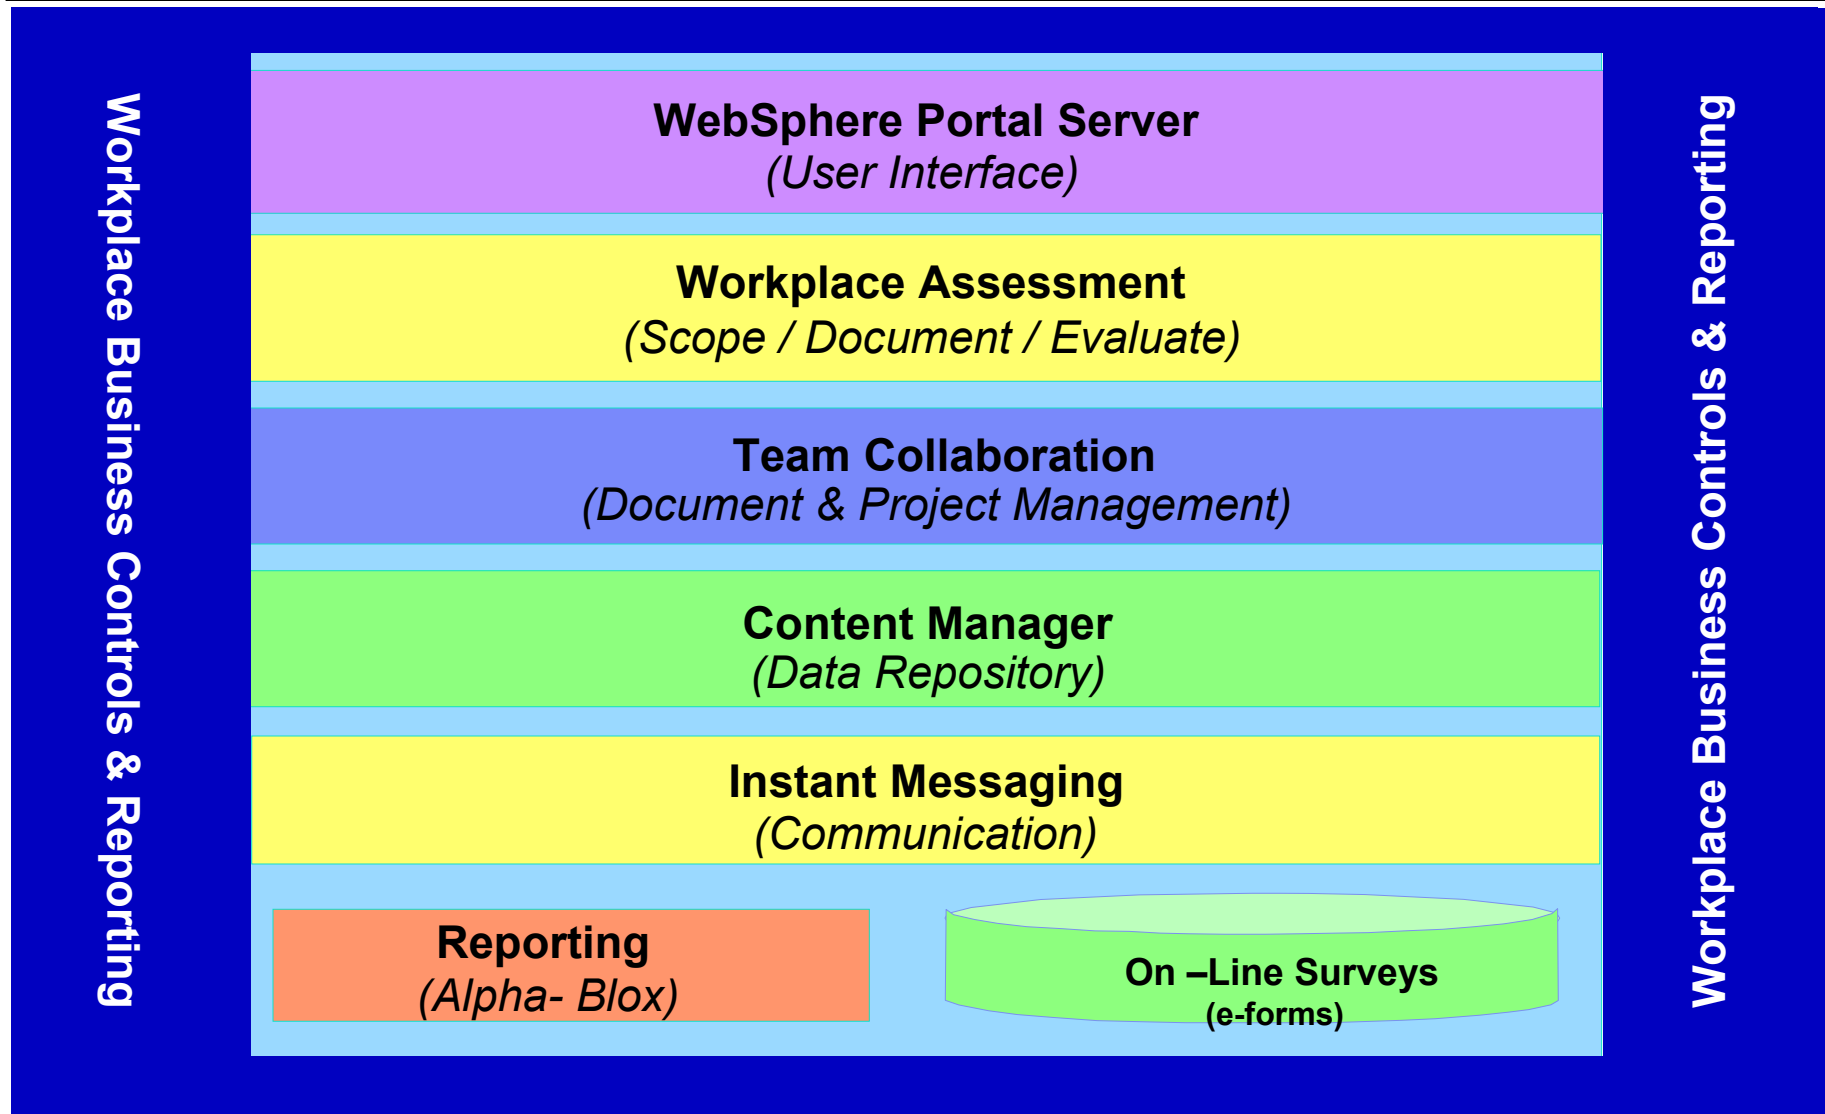 Workplace Business Controls & Reporting
WebSphere Portal Server
(User Interface)
Workplace Assessment
(Scope / Document / Evaluate)
Team Collaboration
(Document & Project Management)
Content Manager
(Data Repository)
Instant Messaging
(Communication)
Reporting
(Alpha- Blox)
On –Line Surveys
(e-forms)
Workplace Business Controls & Reporting